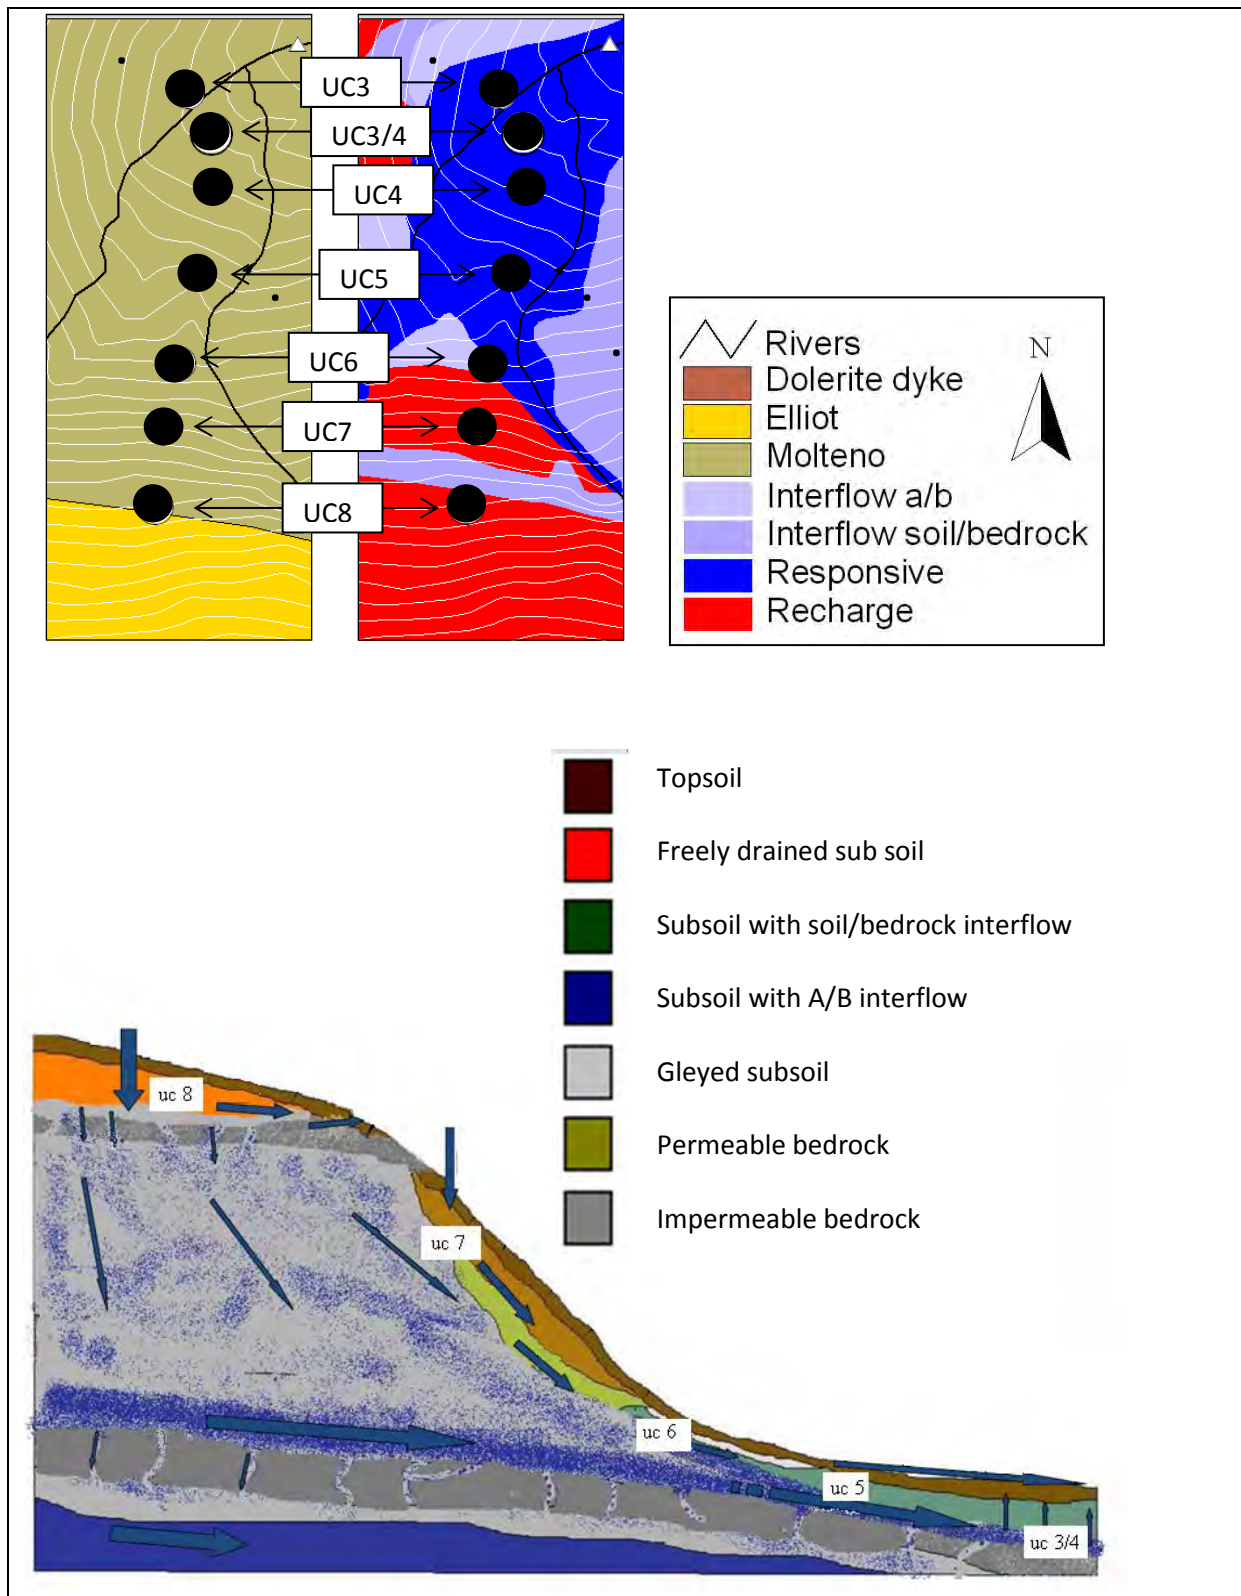 UC3
UC3/4
UC4
UC5
UC6
UC7
UC8
Rivers
N
Dolerite dyke
Elliot
Molteno
Interflow a/b
Interflow soil/bedrock
Responsive
Recharge
Topsoil
Freely drained sub soil
Subsoil with soil/bedrock interflow
Subsoil with A/B interflow
Gleyed subsoil
Permeable bedrock
Impermeable bedrock
uc 8
uc 7
uc 6
uc 5
uc 3/4